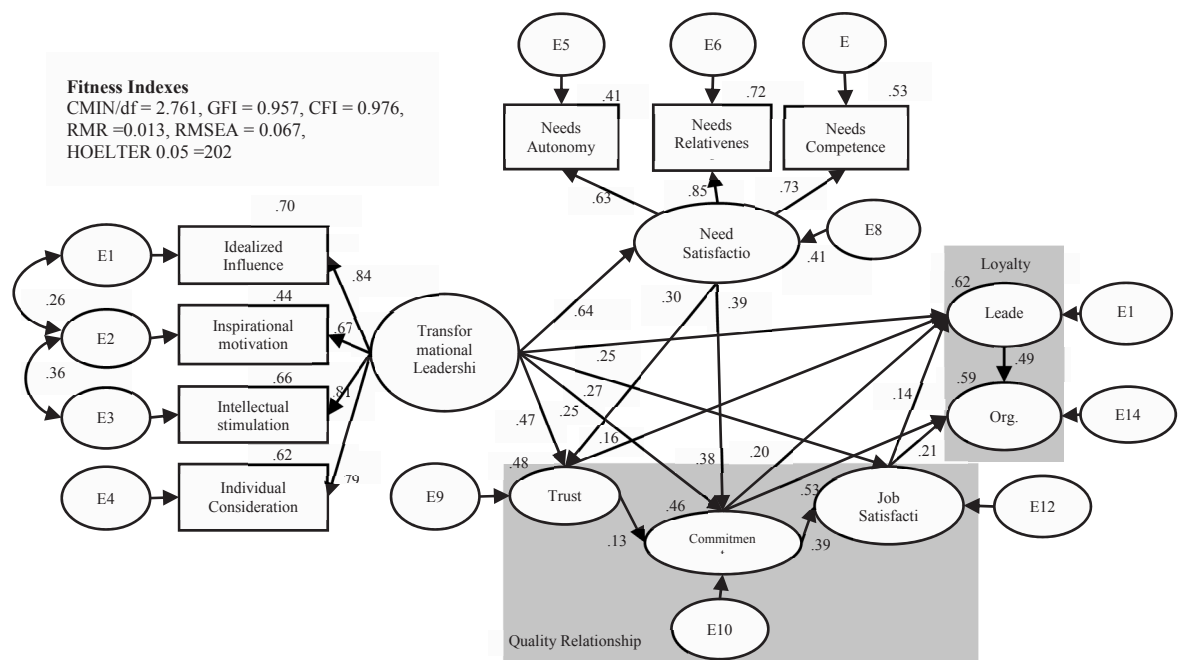 Fitness Indexes
CMIN/df = 2.761, GFI = 0.957, CFI = 0.976,
RMR =0.013, RMSEA = 0.067,
HOELTER 0.05 =202
E5
E6
E
.41
.72
.53
Needs
Autonomy
Needs
Relativenes
Needs
Competence
.63
.85
.73
Need
Satisfactio
E8
.41
.70
E1
Idealized
Influence
.84
.26
.44
E2
Inspirational
motivation
.67
.36
.66
E3
Intellectual
stimulation
.81
.62
E4
Individual
Consideration
.79
Transfor
mational
Leadershi
.64
.30
.39
.25
.27
.25
.47
.16
.38
.20
.14
.21
Loyalty
.62
Leade
E1
.49
.59
Org.
E14
E9
.48
Trust
.13
.46
Commitmen
.39
.53
Job
Satisfacti
E12
E10
Quality Relationship